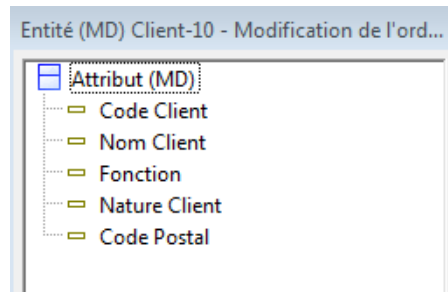 Entité (MD) Client-10 - Modification de l'ord...
Attribut (MD)
Code Client
Nom Client
Fonction
Nature Client
Code Postal